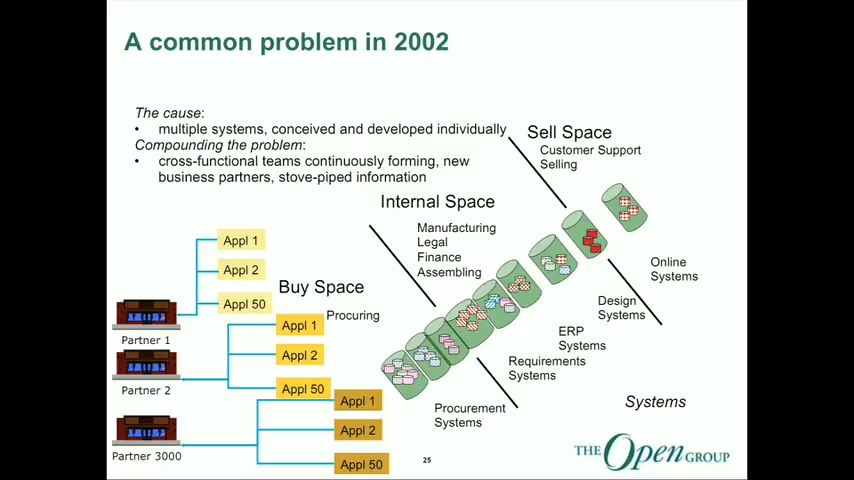 A common problem in 2002
The cause:
• multiple systems, conceived and developed individually
Compounding the problem:
• cross-functional teams continuously forming, new
business partners, stove-piped information
Sell Space
Customer Support
Selling
Internal Space
Manufacturing
Legal
Finance
Assembling
Buy Space
Procuring
Appl 1
Appl 2
Appl 50
Partner 1
Appl 1
Appl 2
Appl 50
Partner 2
Appl 1
Appl 2
Appl 50
Partner 3000
Online
Systems
Design
Systems
ERP
Systems
Requirements
Systems
Procurement
Systems
Systems
25
THE Open GROUP